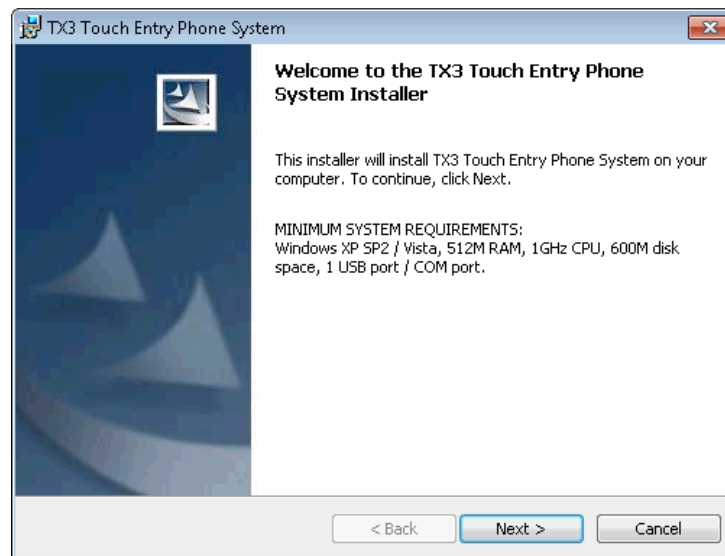 TX3 Touch Entry Phone System
Welcome to the TX3 Touch Entry Phone
System Installer
This installer will install TX3 Touch Entry Phone System on your
computer. To continue, click Next.
MINIMUM SYSTEM REQUIREMENTS:
Windows XP SP2 / Vista, 512M RAM, 1GHz CPU, 600M disk
space, 1 USB port / COM port.
< Back Next > Cancel